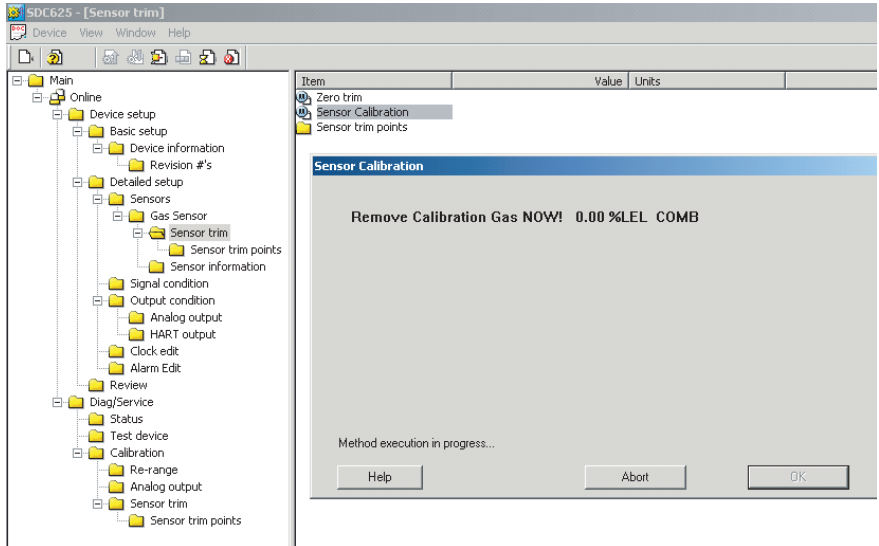 SDC625 - [Sensor trim]
Device View Window Help
Main
Online
Device setup
Basic setup
Device information
Revision #'s
Detailed setup
Sensors
Gas Sensor
Sensor trim
Sensor trim points
Sensor information
Signal condition
Output condition
Analog output
HART output
Clock edit
Alarm Edit
Review
Diag/Service
Status
Test device
Calibration
Re-range
Analog output
Sensor trim
Sensor trim points
Item Value Units
Zero trim
Sensor Calibration
Sensor trim points
Sensor Calibration
Remove Calibration Gas NOW! 0.00 %LEL COMB
Method execution in progress...
Help Abort OK